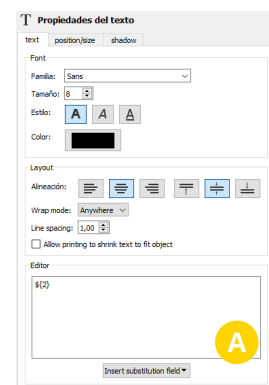 T Propiedades del texto
text position/size shadow
Font
Familia: Sans
Tamaño: 8
Estilo: A A A
Color:
Layout
Alineación:
Wrap mode: Anywhere
Line spacing: 1,00
Allow printing to shrink text to fit object
Editor
${2}
A
Insert substitution field